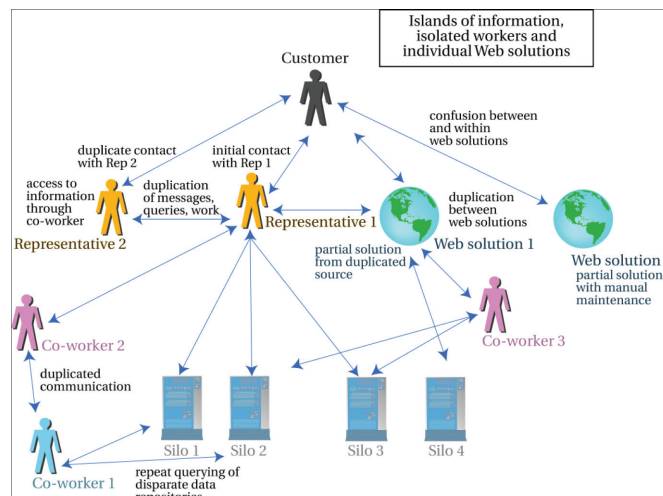 Islands of information,
isolated workers and
individual Web solutions
Customer
confusion between
and within
web solutions
duplicate contact
with Rep 2
initial contact
with Rep 1
access to
information
through
co-worker
duplication
of messages,
queries, work
duplication
between
web solutions
Representative 2
Representative 1
Web solution 1
Web solution
partial solution
from duplicated
source
partial solution
with manual
maintenance
Co-worker 2
Co-worker 3
duplicated
communication
Silo 1
Silo 2
Silo 3
Silo 4
Co-worker 1
repeat querying of
disparate data
repositories